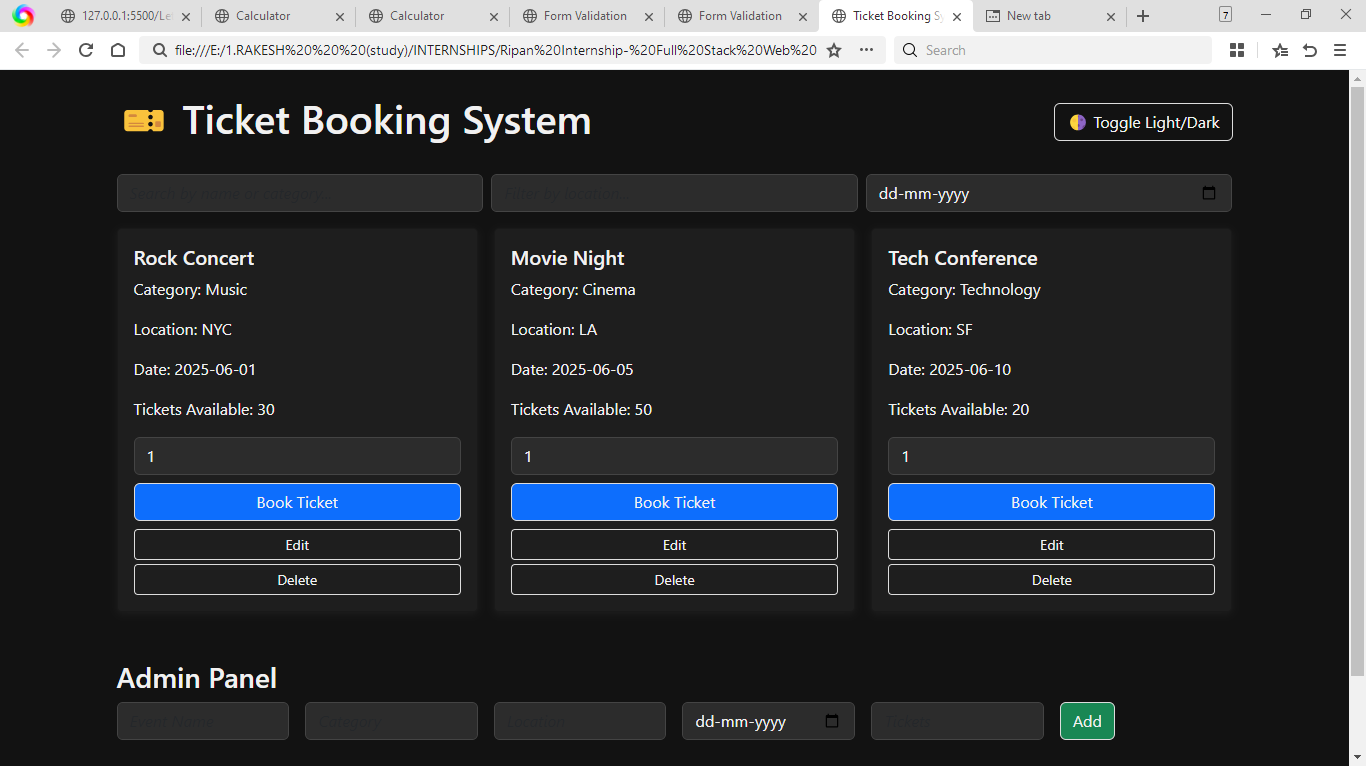 127.0.0.1:5500/Le
Calculator
Calculator
Form Validation
Form Validation
Ticket Booking Sy
New tab
7
file:///E:/1.RAKESH%20%20%20(study)/INTERNSHIPS/Ripan%20Internship-%20Full%20Stack%20Web%20
Search
Ticket Booking System
Toggle Light/Dark
Search by name or category
Filter by location
dd-mm-yyyy
Rock Concert
Category: Music
Location: NYC
Date: 2025-06-01
Tickets Available: 30
1
Book Ticket
Edit
Delete
Movie Night
Category: Cinema
Location: LA
Date: 2025-06-05
Tickets Available: 50
1
Book Ticket
Edit
Delete
Tech Conference
Category: Technology
Location: SF
Date: 2025-06-10
Tickets Available: 20
1
Book Ticket
Edit
Delete
Admin Panel
Event Name
Category
Location
dd-mm-yyyy
Tickets
Add